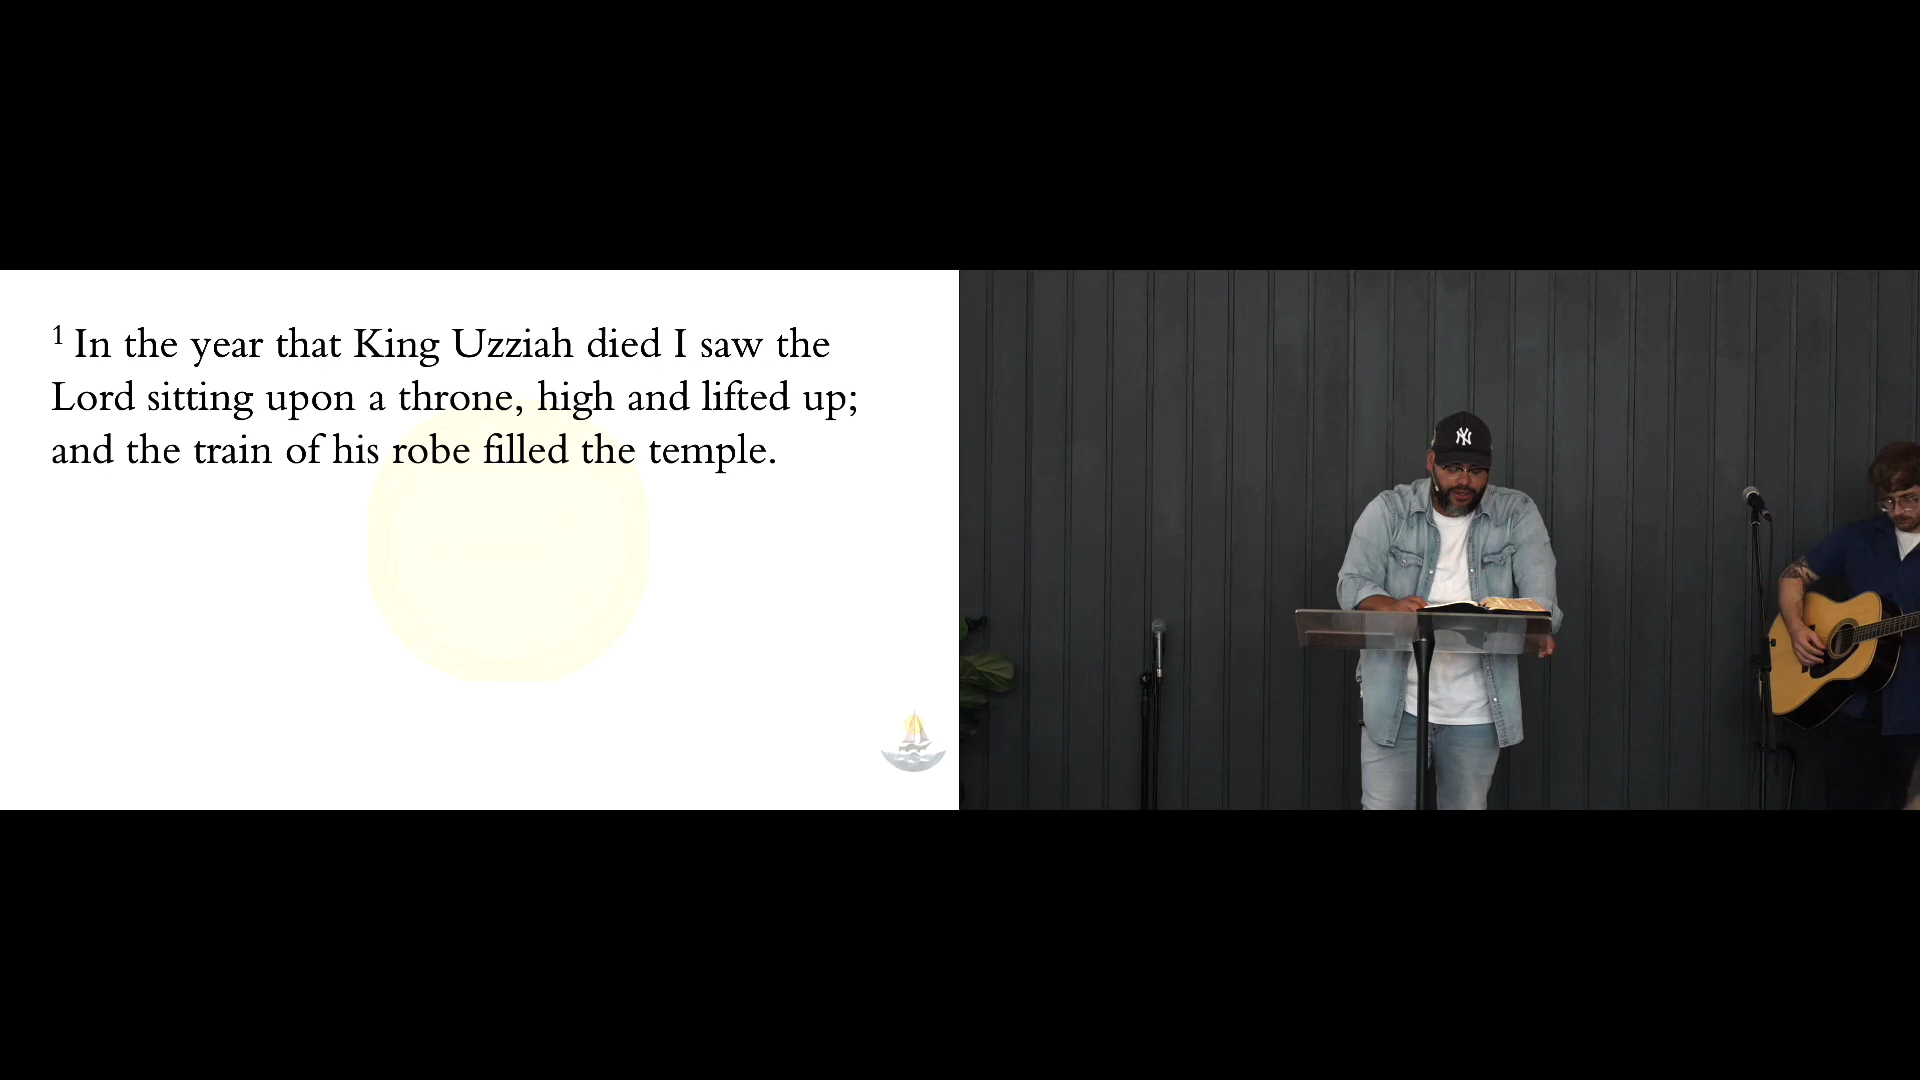 1 In the year that King Uzziah died I saw the
Lord sitting upon a throne, high and lifted up;
and the train of his robe filled the temple.
NY